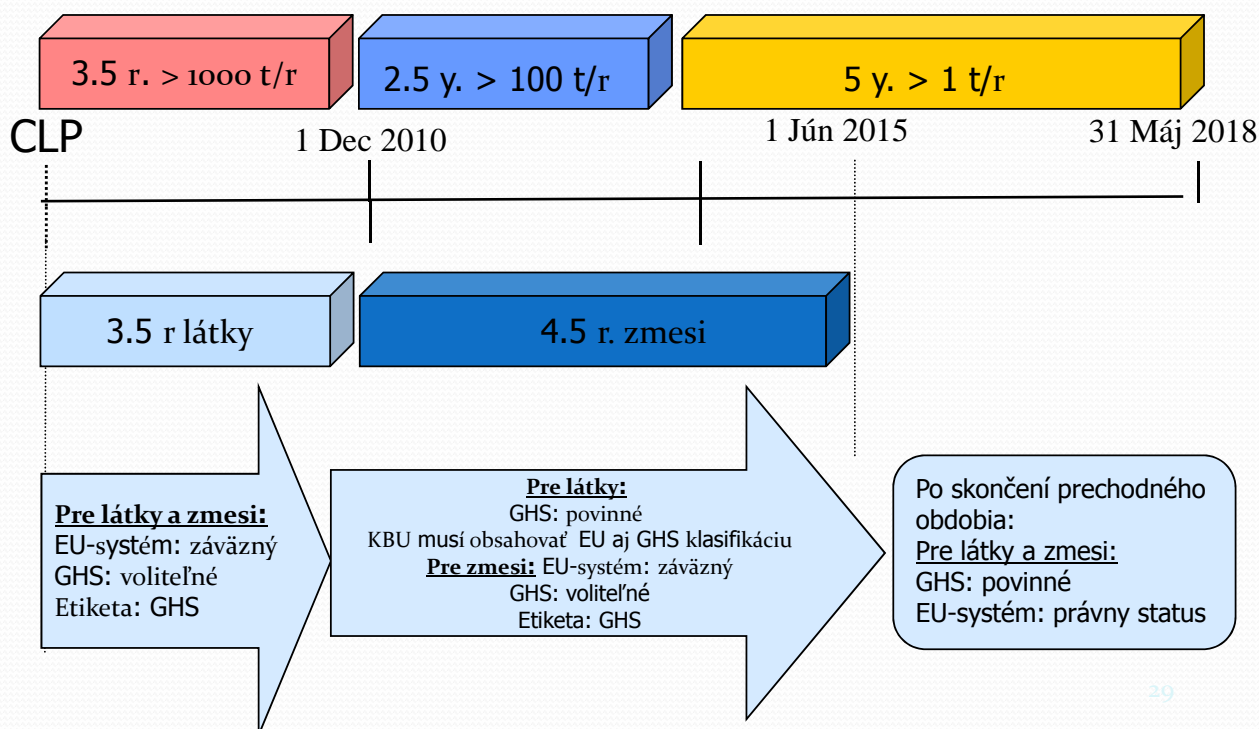 3.5 r. > 1000 t/r
2.5 y. > 100 t/r
5 y. > 1 t/r
CLP
1 Dec 2010
1 Jún 2015
31 Máj 2018
3.5 r látky
4.5 r. zmesi
Pre látky a zmesi:
EU-systém: záväzný
GHS: voliteľné
Etiketa: GHS
Pre látky:
GHS: povinné
KBU musí obsahovať EU aj GHS klasifikáciu
Pre zmesi: EU-systém: záväzný
GHS: voliteľné
Etiketa: GHS
Po skončení prechodného
obdobia:
Pre látky a zmesi:
GHS: povinné
EU-systém: právny status
29